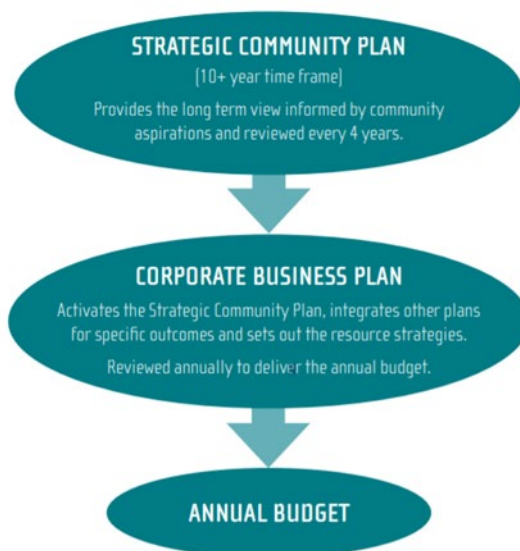 STRATEGIC COMMUNITY PLAN
(10+ year time frame)
Provides the long term view informed by community
aspirations and reviewed every 4 years.
CORPORATE BUSINESS PLAN
Activates the Strategic Community Plan, integrates other plans
for specific outcomes and sets out the resource strategies.
Reviewed annually to deliver the annual budget.
ANNUAL BUDGET